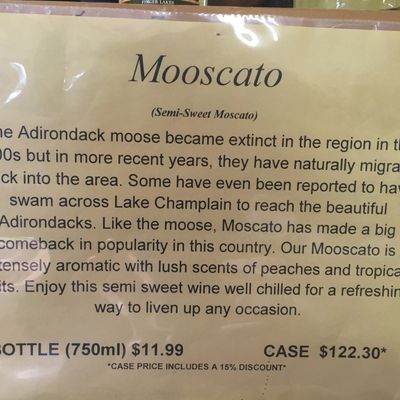 FINGER LAKES
Mooscato
(Semi-Sweet Moscato)
he Adirondack moose became extinct in the region in th
00s but in more recent years, they have naturally migra
ck into the area. Some have even been reported to hav
swam across Lake Champlain to reach the beautiful
Adirondacks. Like the moose, Moscato has made a big
comeback in popularity in this country. Our Mooscato is
tensely aromatic with lush scents of peaches and tropica
its. Enjoy this semi sweet wine well chilled for a refreshin
way to liven up any occasion.
BOTTLE (750ml) $11.99 CASE $122.30*
*CASE PRICE INCLUDES A 15% DISCOUNT*